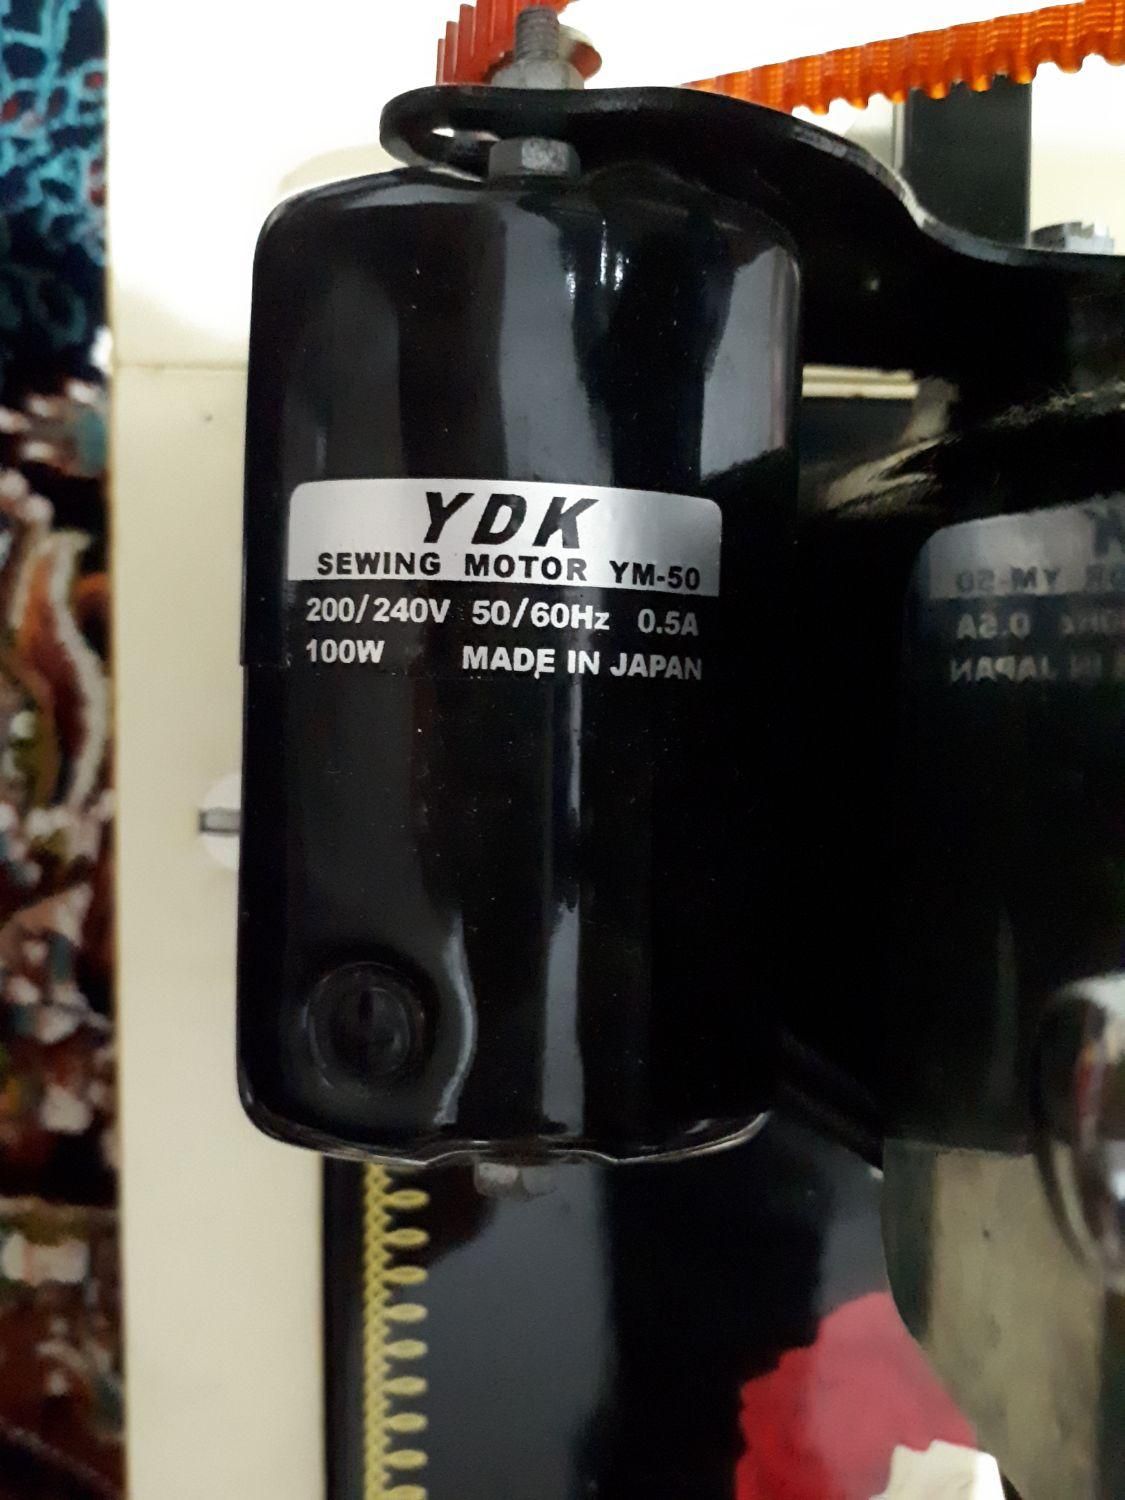 YDK
SEWING MOTOR YM-50
200/240V 50/60Hz 0.5A
100W MADE IN JAPAN